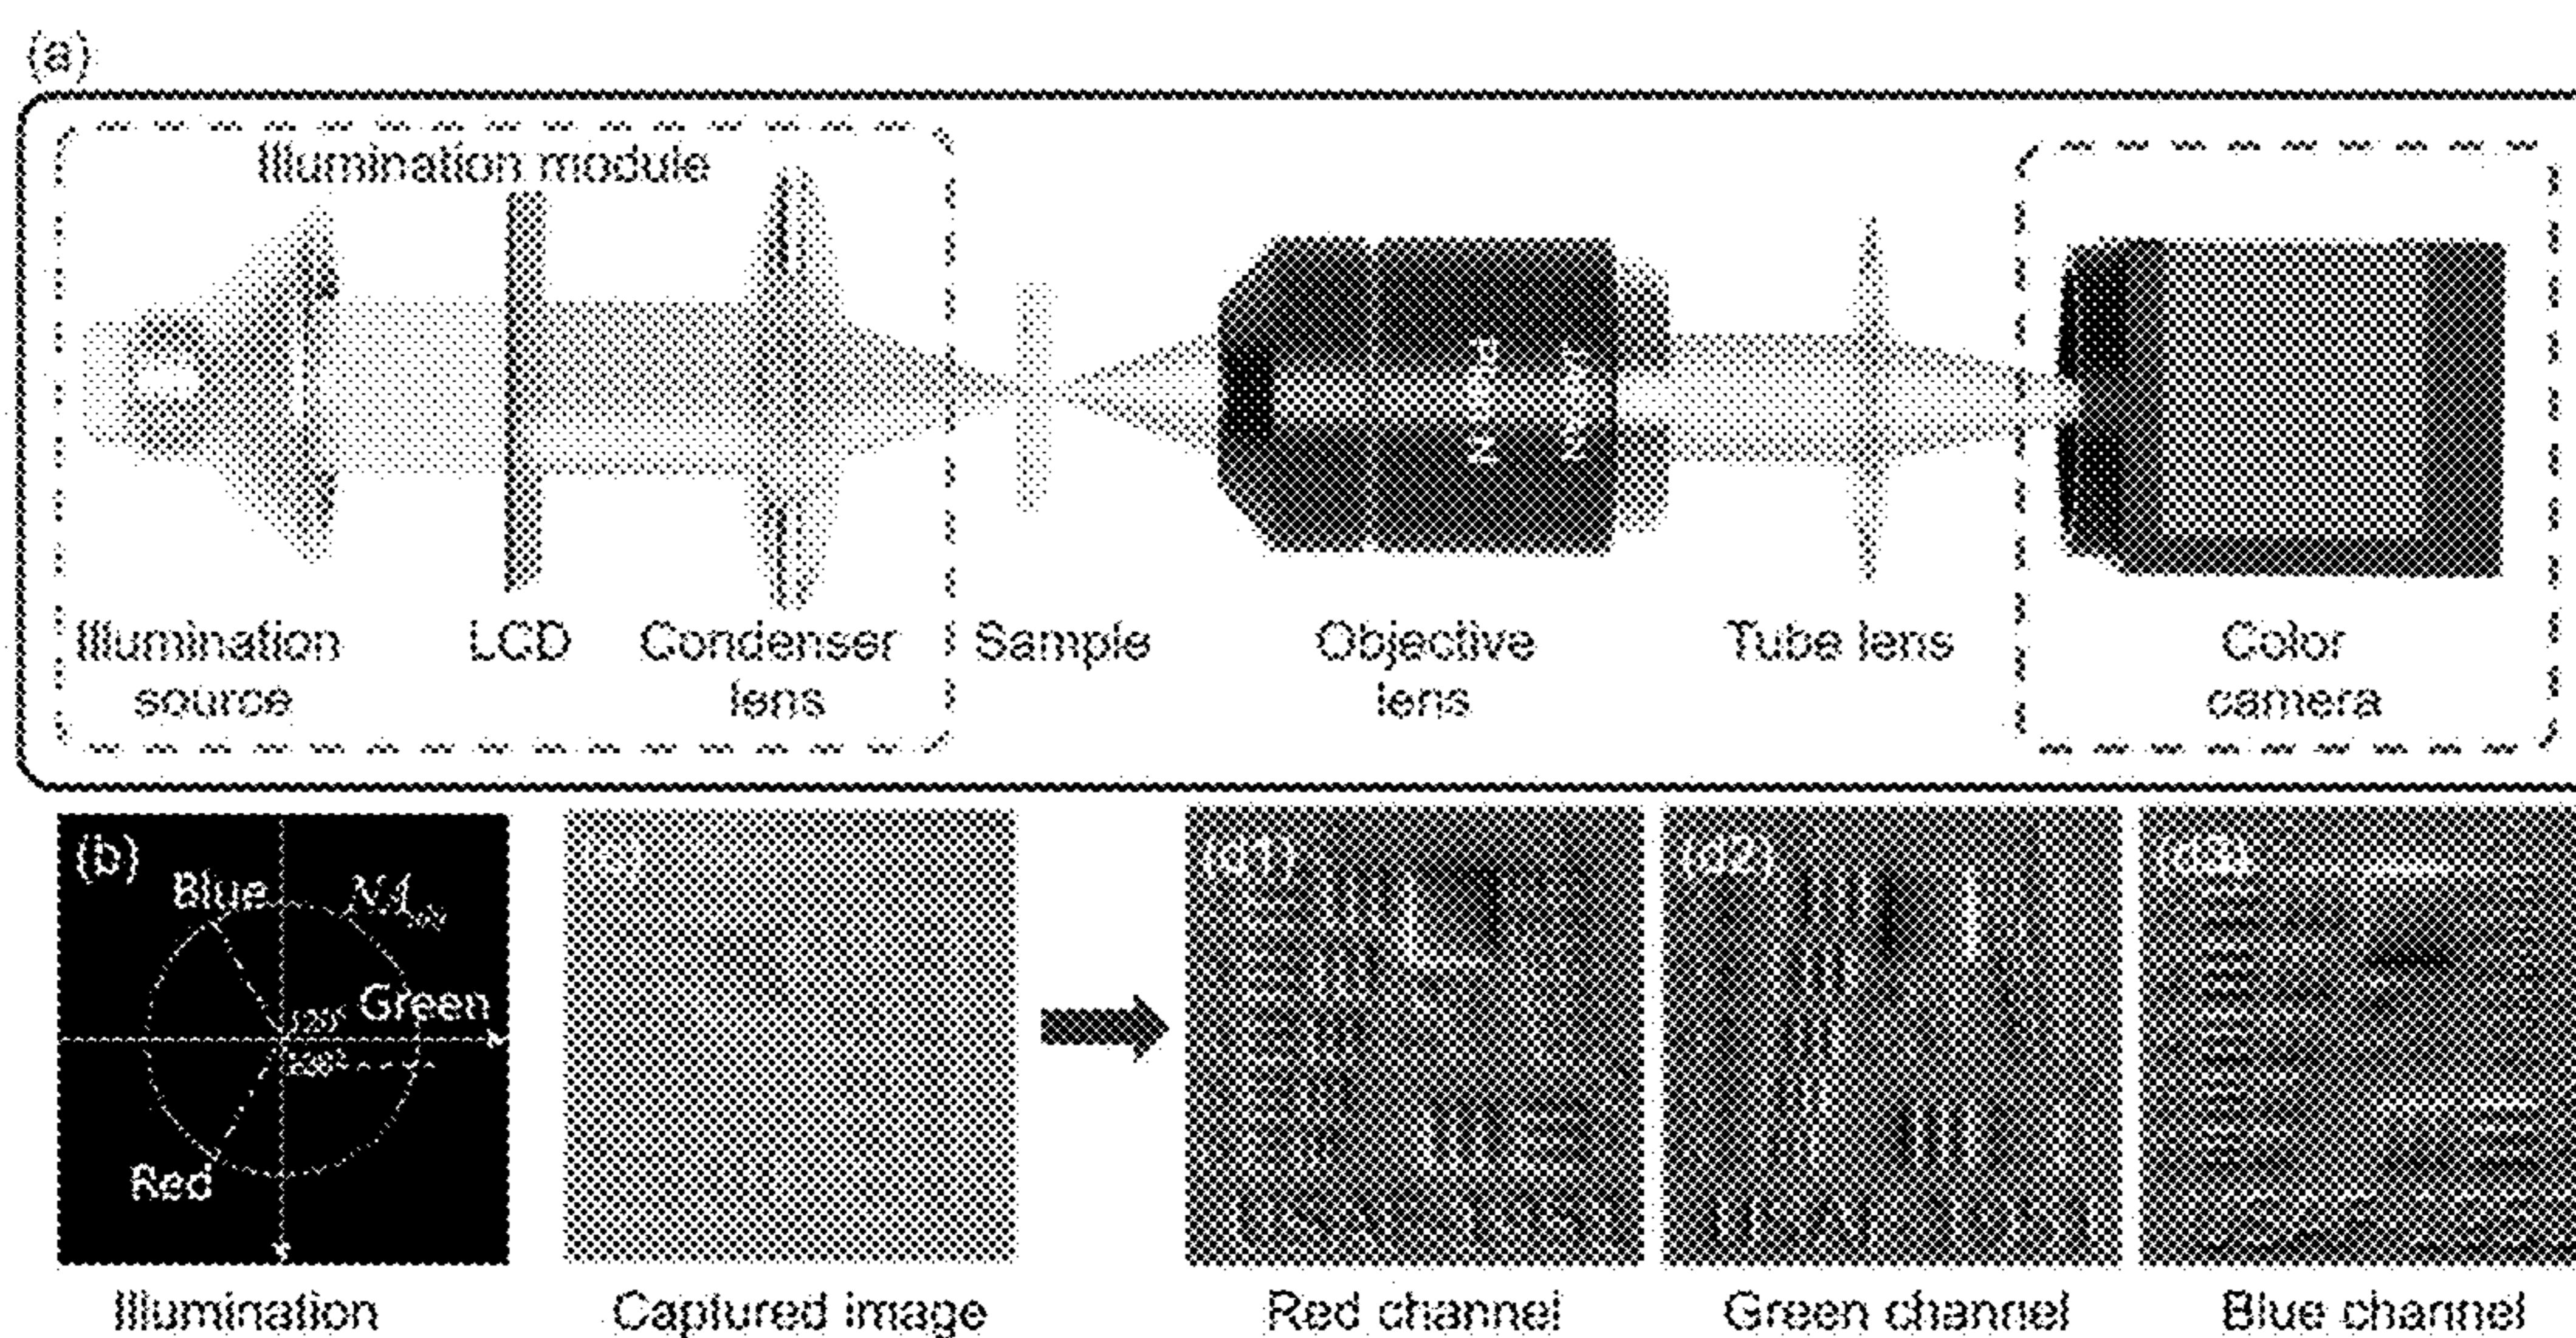 (a)
Illumination module
Illumination source
LCD
Condenser lens
Sample
Objective lens
Tube lens
Color camera
(b)
Blue
Green
Red
(c)
(d1)
(d2)
(d3)
Illumination
Captured image
Red channel
Green channel
Blue channel